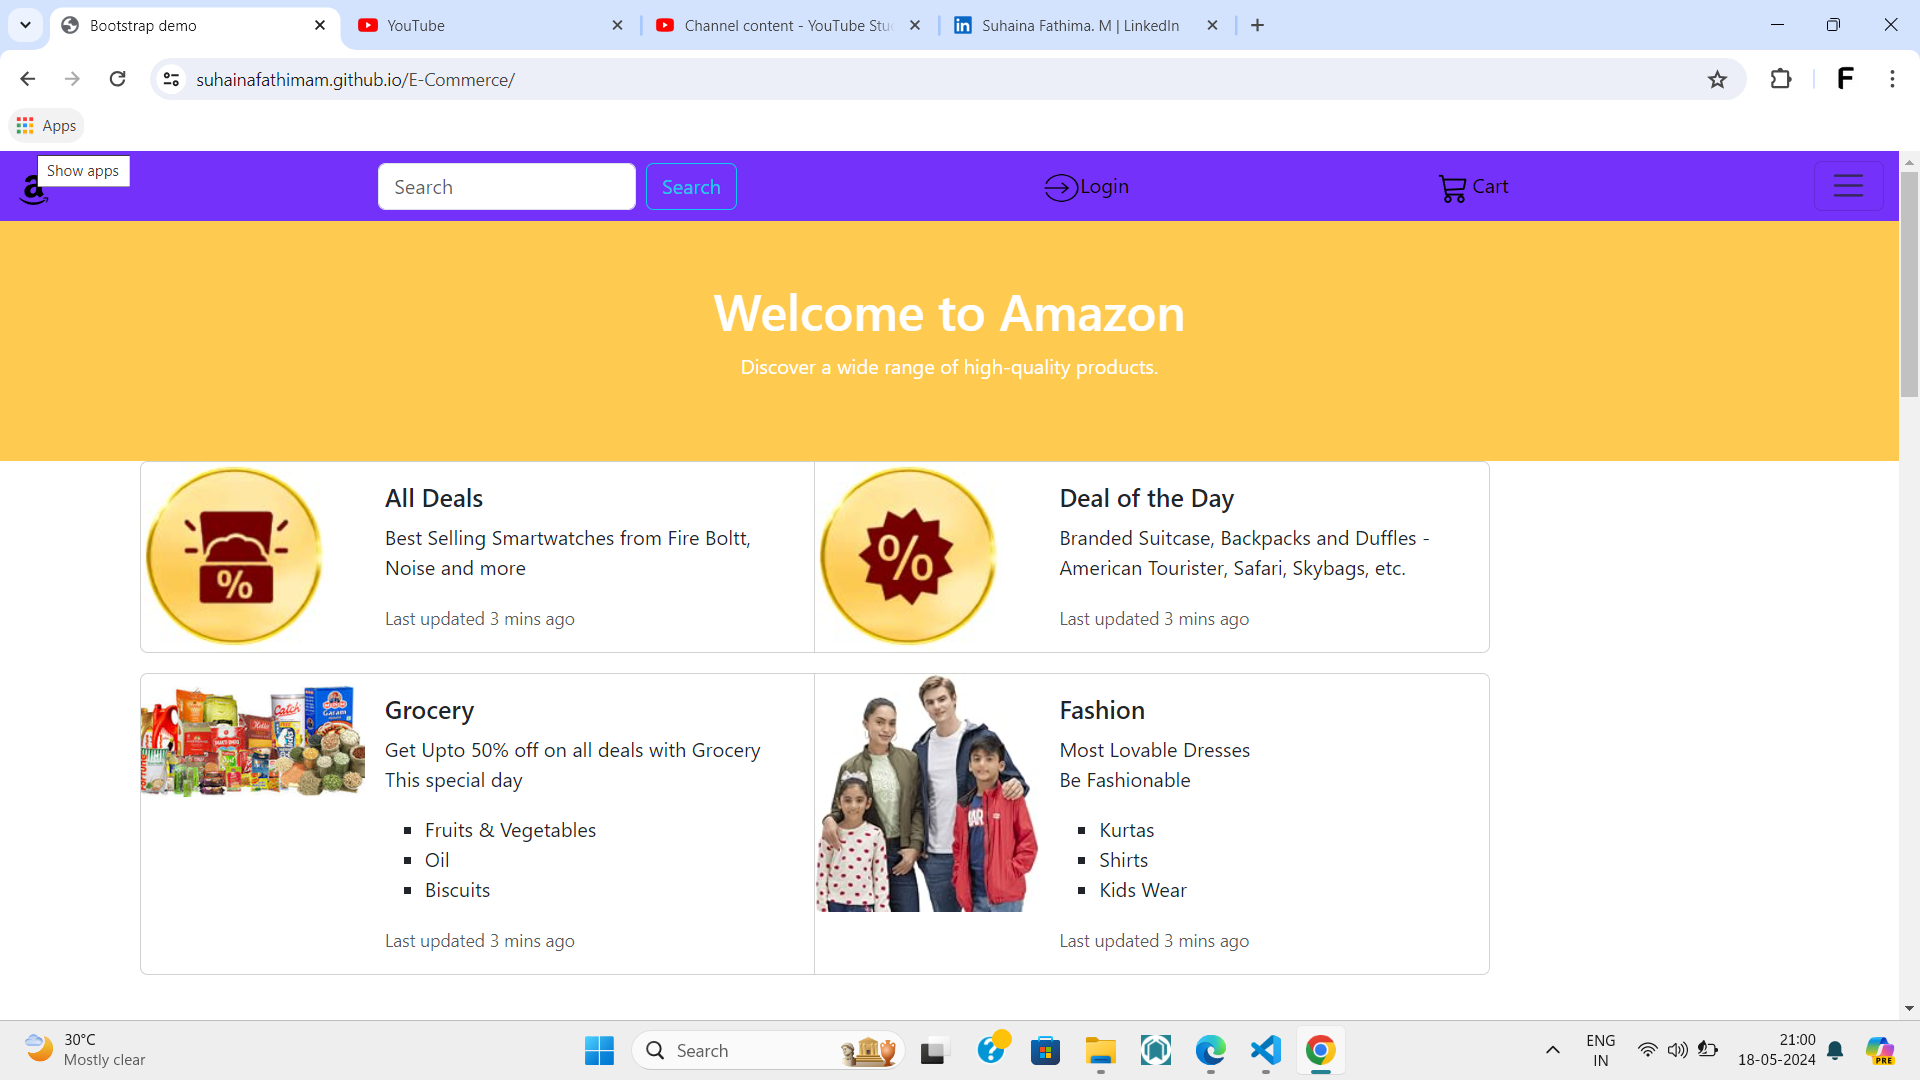 Bootstrap demo
YouTube
Channel content - YouTube Stu
Suhaina Fathima. M | LinkedIn
suhainafathimam.github.io/E-Commerce/
F
Apps
Show apps
a
Search
Search
Login
Cart
Welcome to Amazon
Discover a wide range of high-quality products.
%
All Deals
Best Selling Smartwatches from Fire Boltt,
Noise and more
Last updated 3 mins ago
%
Deal of the Day
Branded Suitcase, Backpacks and Duffles -
American Tourister, Safari, Skybags, etc.
Last updated 3 mins ago
Catch
Grocery
Get Upto 50% off on all deals with Grocery
This special day
Fruits & Vegetables
Oil
Biscuits
Last updated 3 mins ago
Fashion
Most Lovable Dresses
Be Fashionable
Kurtas
Shirts
Kids Wear
Last updated 3 mins ago
30°C
Mostly clear
Search
ENG
IN
21:00
18-05-2024
PRE